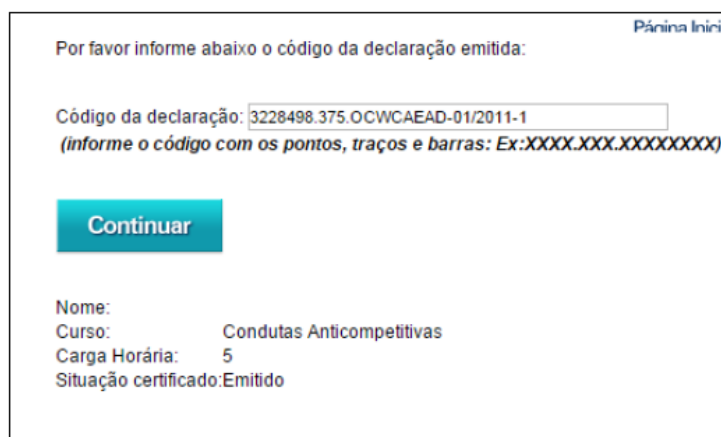 Página Inici
Por favor informe abaixo o código da declaração emitida:
Código da declaração: 3228498.375.OCWCAEAD-01/2011-1
(informe o código com os pontos, traços e barras: Ex:XXXX.XXX.XXXXXXXX)
Continuar
Nome:
Curso: Condutas Anticompetitivas
Carga Horária: 5
Situação certificado:Emitido